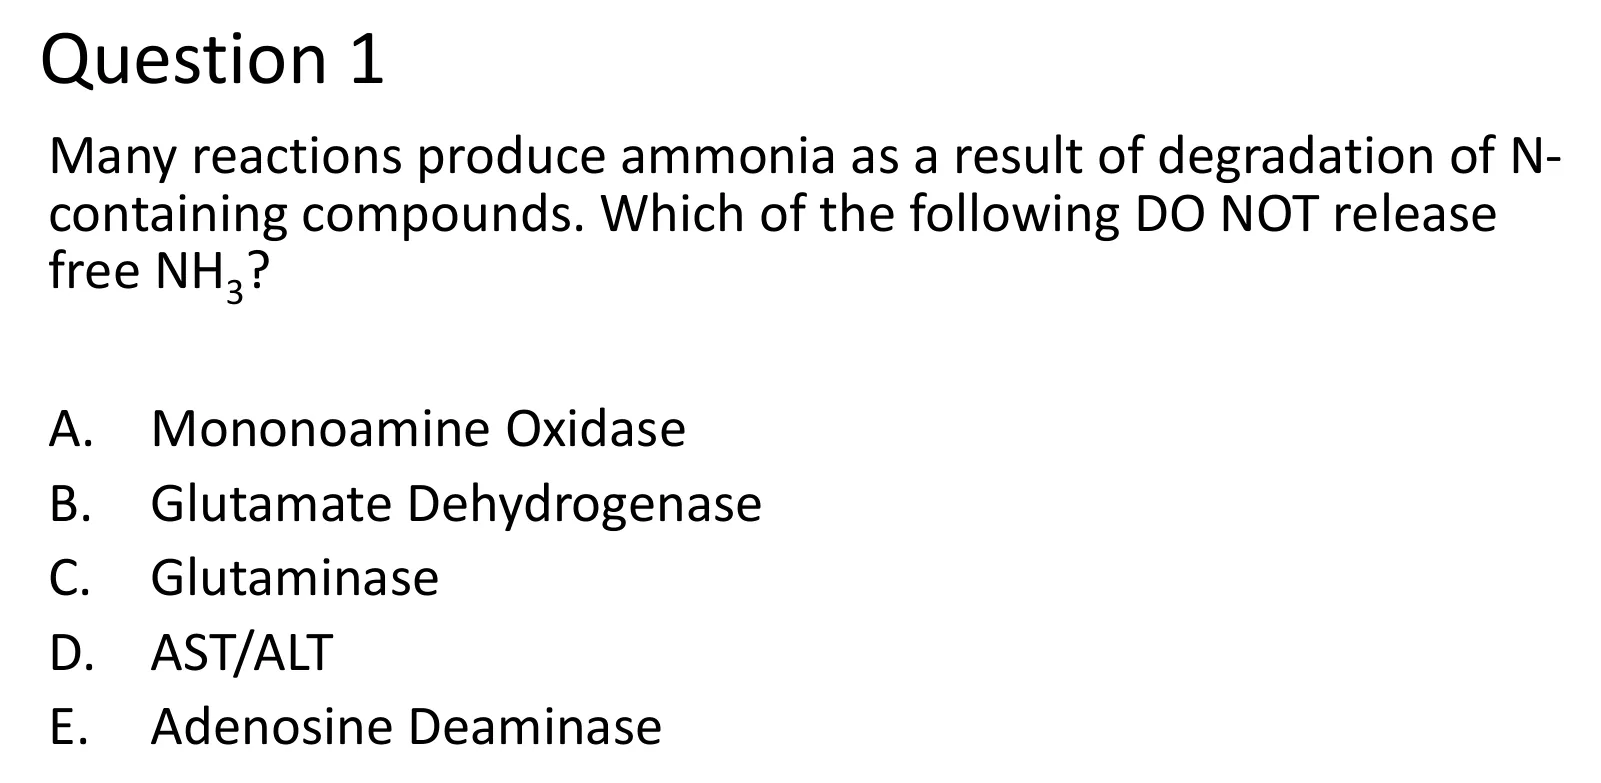 Question 1
Many reactions produce ammonia as a result of degradation of N-
containing compounds. Which of the following DO NOT release
free NH₃?
A. Mononoamine Oxidase
B. Glutamate Dehydrogenase
C. Glutaminase
D. AST/ALT
E. Adenosine Deaminase